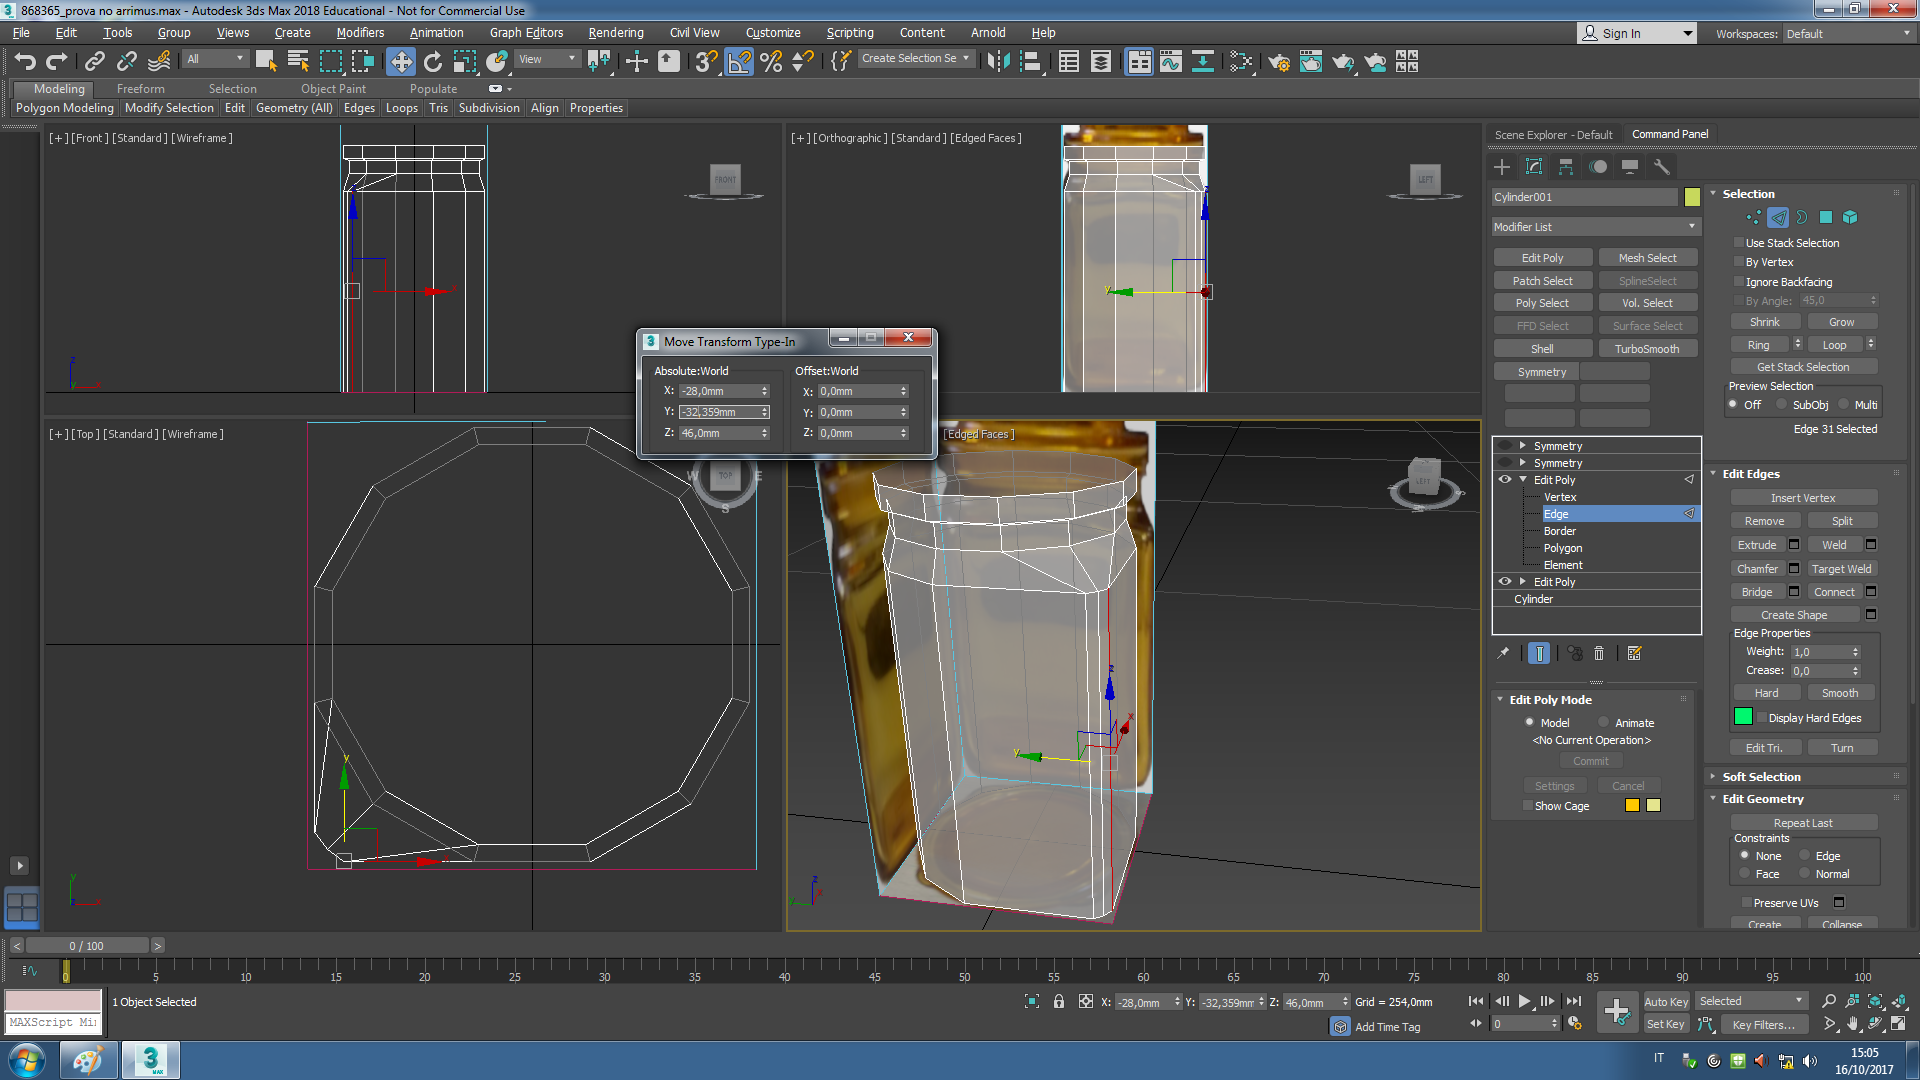 868365_prova no arrimus.max - Autodesk 3ds Max 2018 Educational - Not for Commercial Use
File Edit Tools Group Views Create Modifiers Animation Graph Editors Rendering Civil View Customize Scripting Content Arnold Help
Sign In Workspaces: Default
All View Create Selection Se
Modeling Freeform Selection Object Paint Populate
Polygon Modeling Modify Selection Edit Geometry (All) Edges Loops Tris Subdivision Align Properties
[+] [Front] [Standard] [Wireframe]
FRONT
[+] [Orthographic] [Standard] [Edged Faces]
LEFT
[+] [Top] [Standard] [Wireframe]
W TOP E
S
[Edged Faces]
LEFT
Move Transform Type-In
Absolute:World Offset:World
X: -28,0mm X: 0,0mm
Y: -32,359mm Y: 0,0mm
Z: 46,0mm Z: 0,0mm
Scene Explorer - Default Command Panel
Cylinder001
Modifier List
Edit Poly Mesh Select
Patch Select SplineSelect
Poly Select Vol. Select
FFD Select Surface Select
Shell TurboSmooth
Symmetry
Symmetry
Symmetry
Edit Poly
Vertex
Edge
Border
Polygon
Element
Edit Poly
Cylinder
Edit Poly Mode
Model Animate
<No Current Operation>
Commit
Settings Cancel
Show Cage
Selection
Use Stack Selection
By Vertex
Ignore Backfacing
By Angle: 45,0
Shrink Grow
Ring Loop
Get Stack Selection
Preview Selection
Off SubObj Multi
Edge 31 Selected
Edit Edges
Insert Vertex
Remove Split
Extrude Weld
Chamfer Target Weld
Bridge Connect
Create Shape
Edge Properties
Weight: 1,0
Crease: 0,0
Hard Smooth
Display Hard Edges
Edit Tri. Turn
Soft Selection
Edit Geometry
Repeat Last
Constraints
None Edge
Face Normal
Preserve UVs
Create Collapse
< 0 / 100 >
0 5 10 15 20 25 30 35 40 45 50 55 60 65 70 75 80 85 90 95 100
1 Object Selected
MAXScript Mi
X: -28,0mm Y: -32,359mm Z: 46,0mm Grid = 254,0mm
Add Time Tag
0
Auto Key Selected
Set Key Key Filters...
IT
15:05
16/10/2017